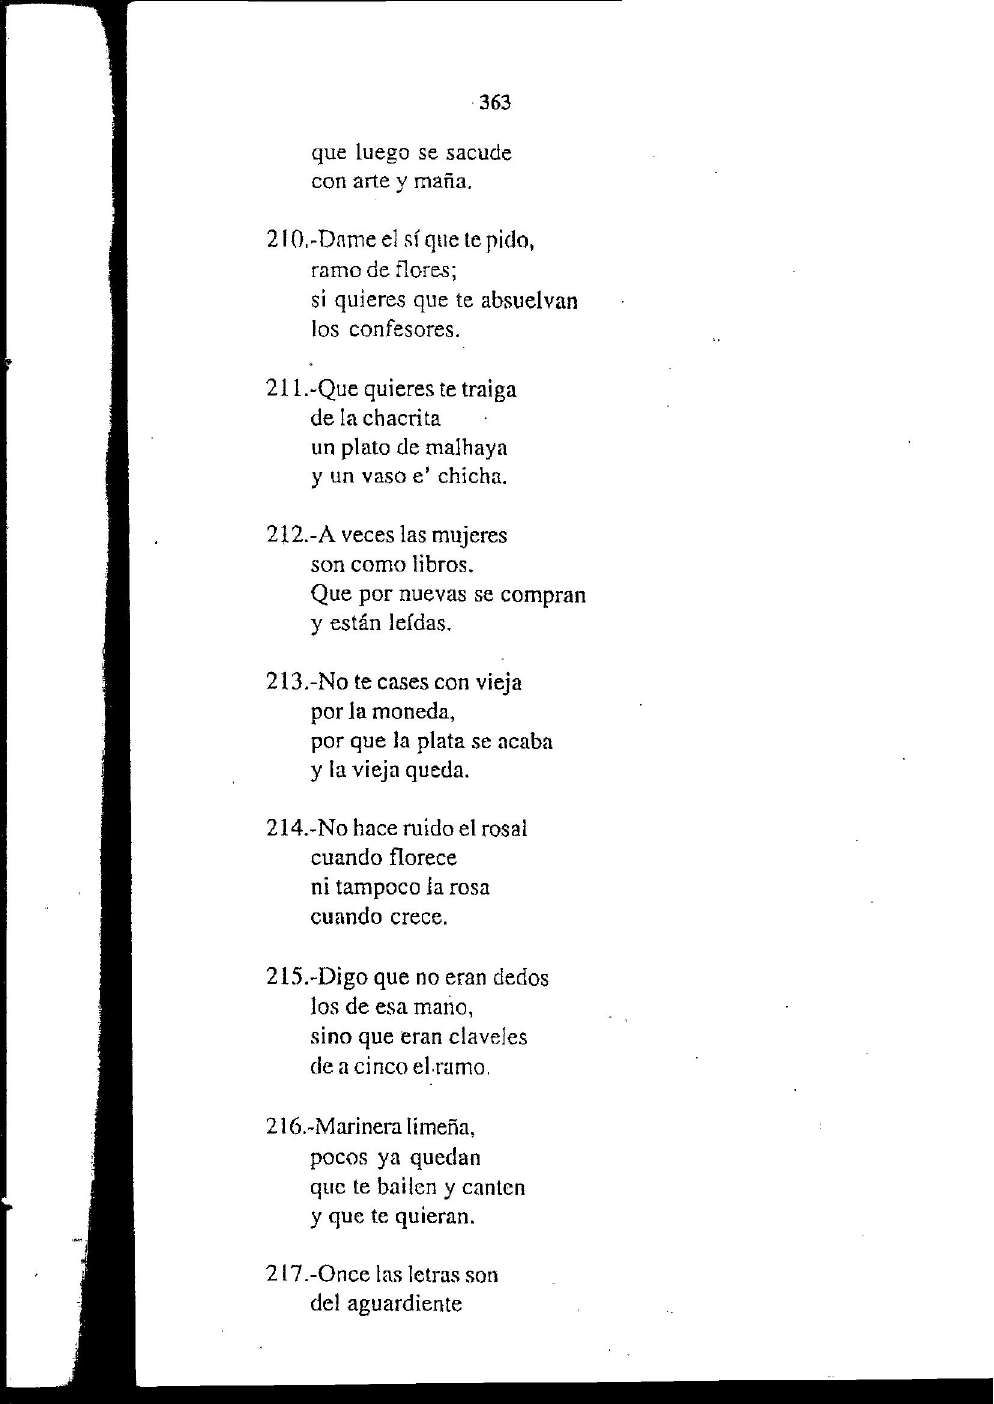 363
que luego se sacude
con arte y maña.
210.-Dame el sí que te pido,
ramo de flores;
si quieres que te absuelvan
los confesores.
211.-Que quieres te traiga
de la chacrita
un plato de malhaya
y un vaso e' chicha.
212.-A veces las mujeres
son como libros.
Que por nuevas se compran
y están leídas.
213.-No te cases con vieja
por la moneda,
por que la plata se acaba
y la vieja queda.
214.-No hace ruido el rosal
cuando florece
ni tampoco la rosa
cuando crece.
215.-Digo que no eran dedos
los de esa mano,
sino que eran claveles
de a cinco el ramo.
216.-Marinera limeña,
pocos ya quedan
que te bailen y canten
y que te quieran.
217.-Once las letras son
del aguardiente